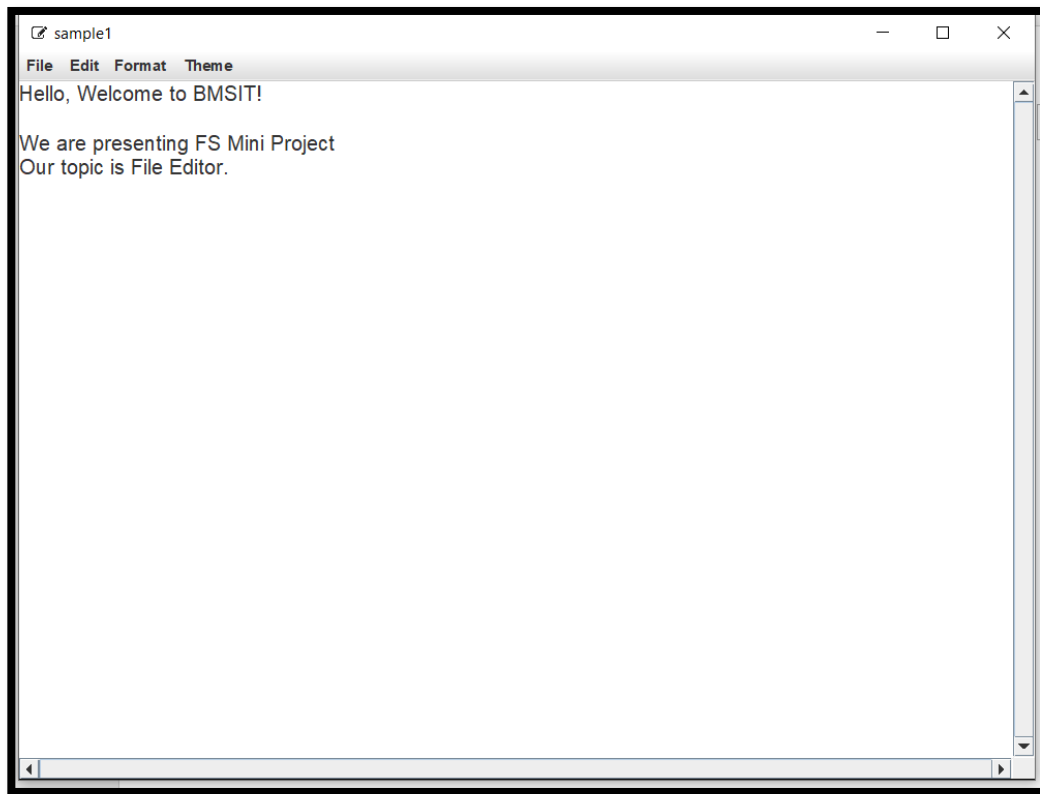 sample1
File Edit Format Theme
Hello, Welcome to BMSIT!
We are presenting FS Mini Project
Our topic is File Editor.